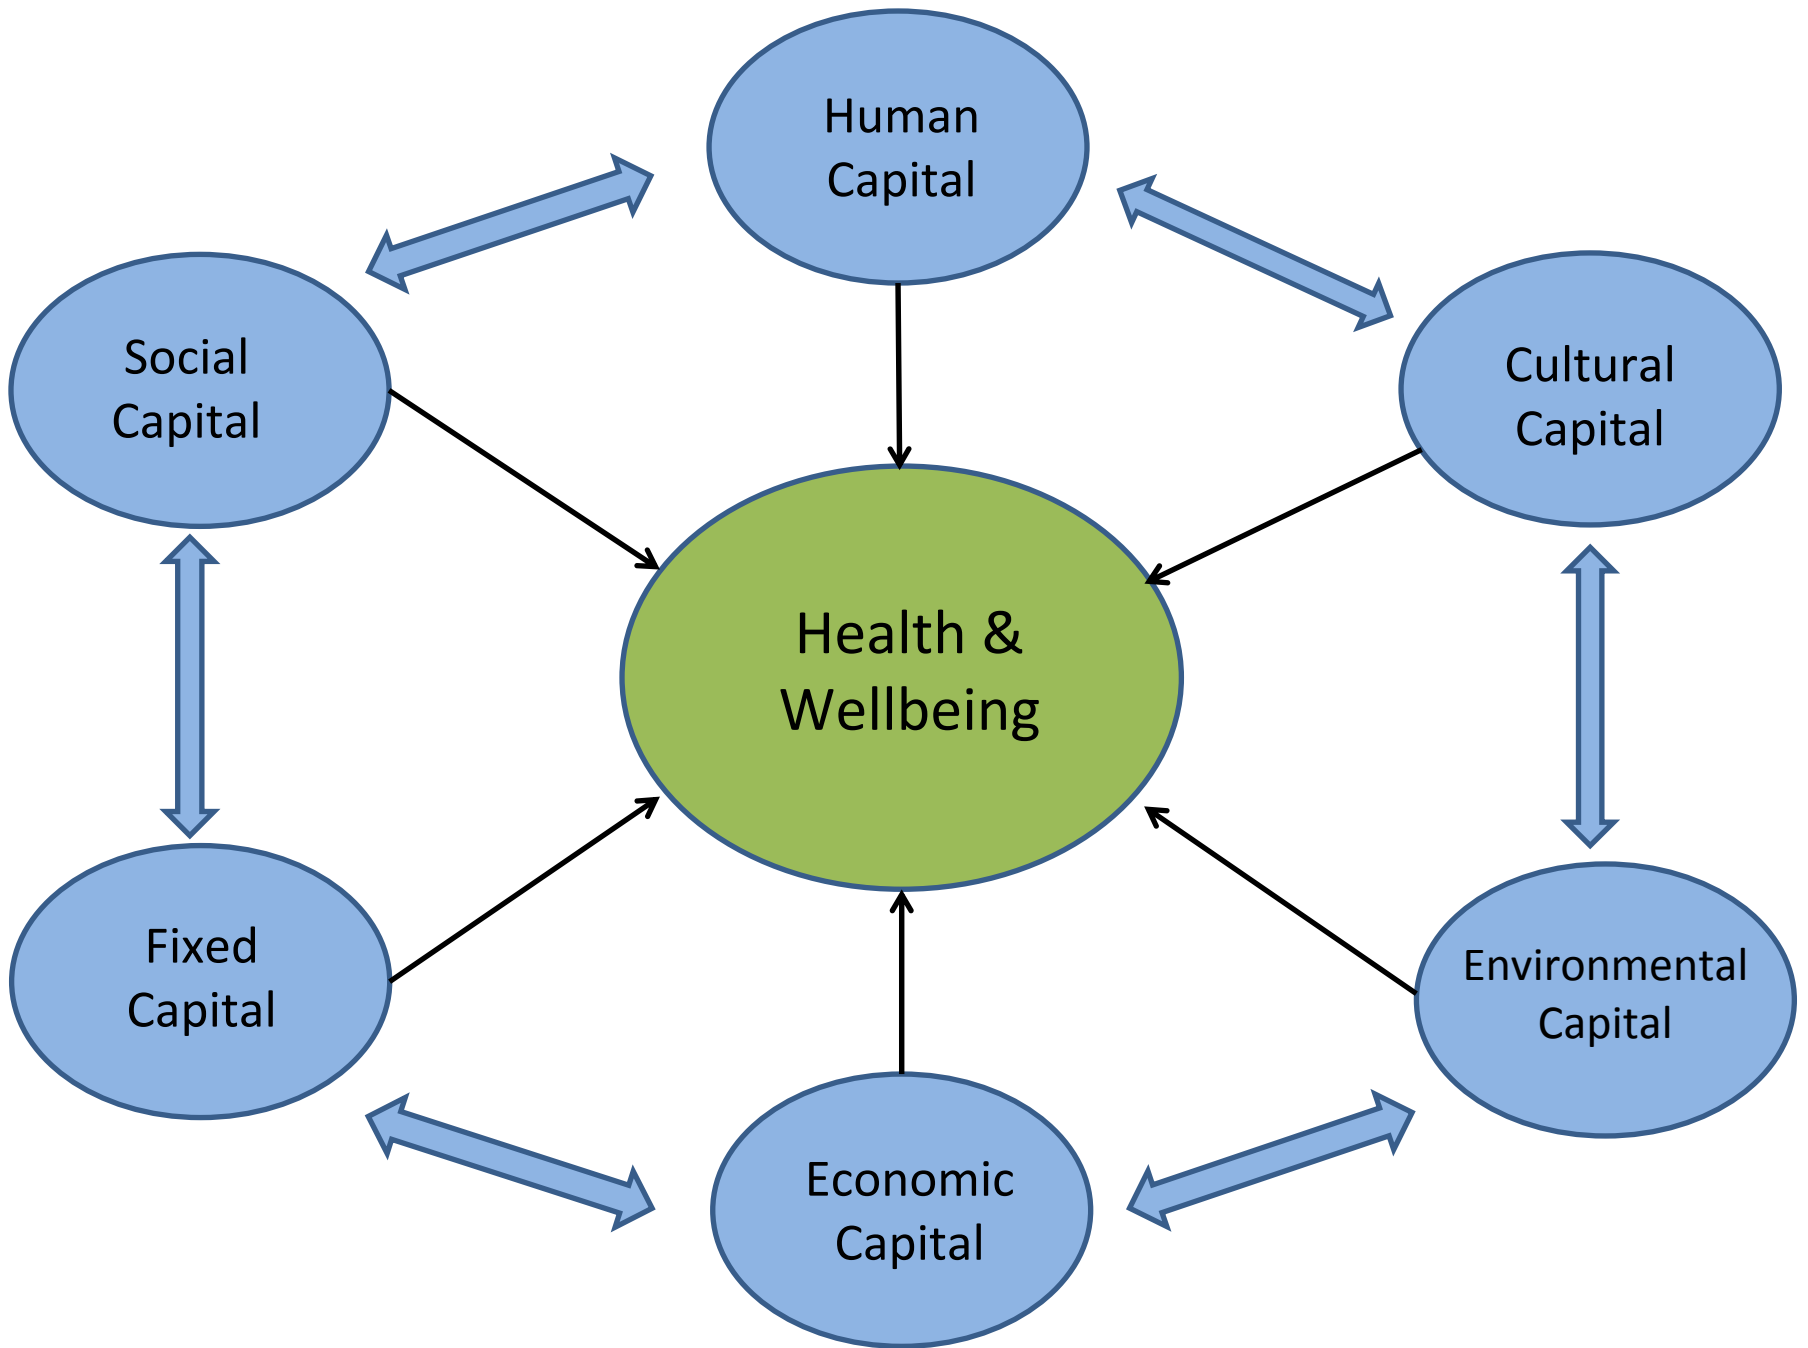 Human
Capital
Social
Capital
Cultural
Capital
Health &
Wellbeing
Fixed
Capital
Environmental
Capital
Economic
Capital